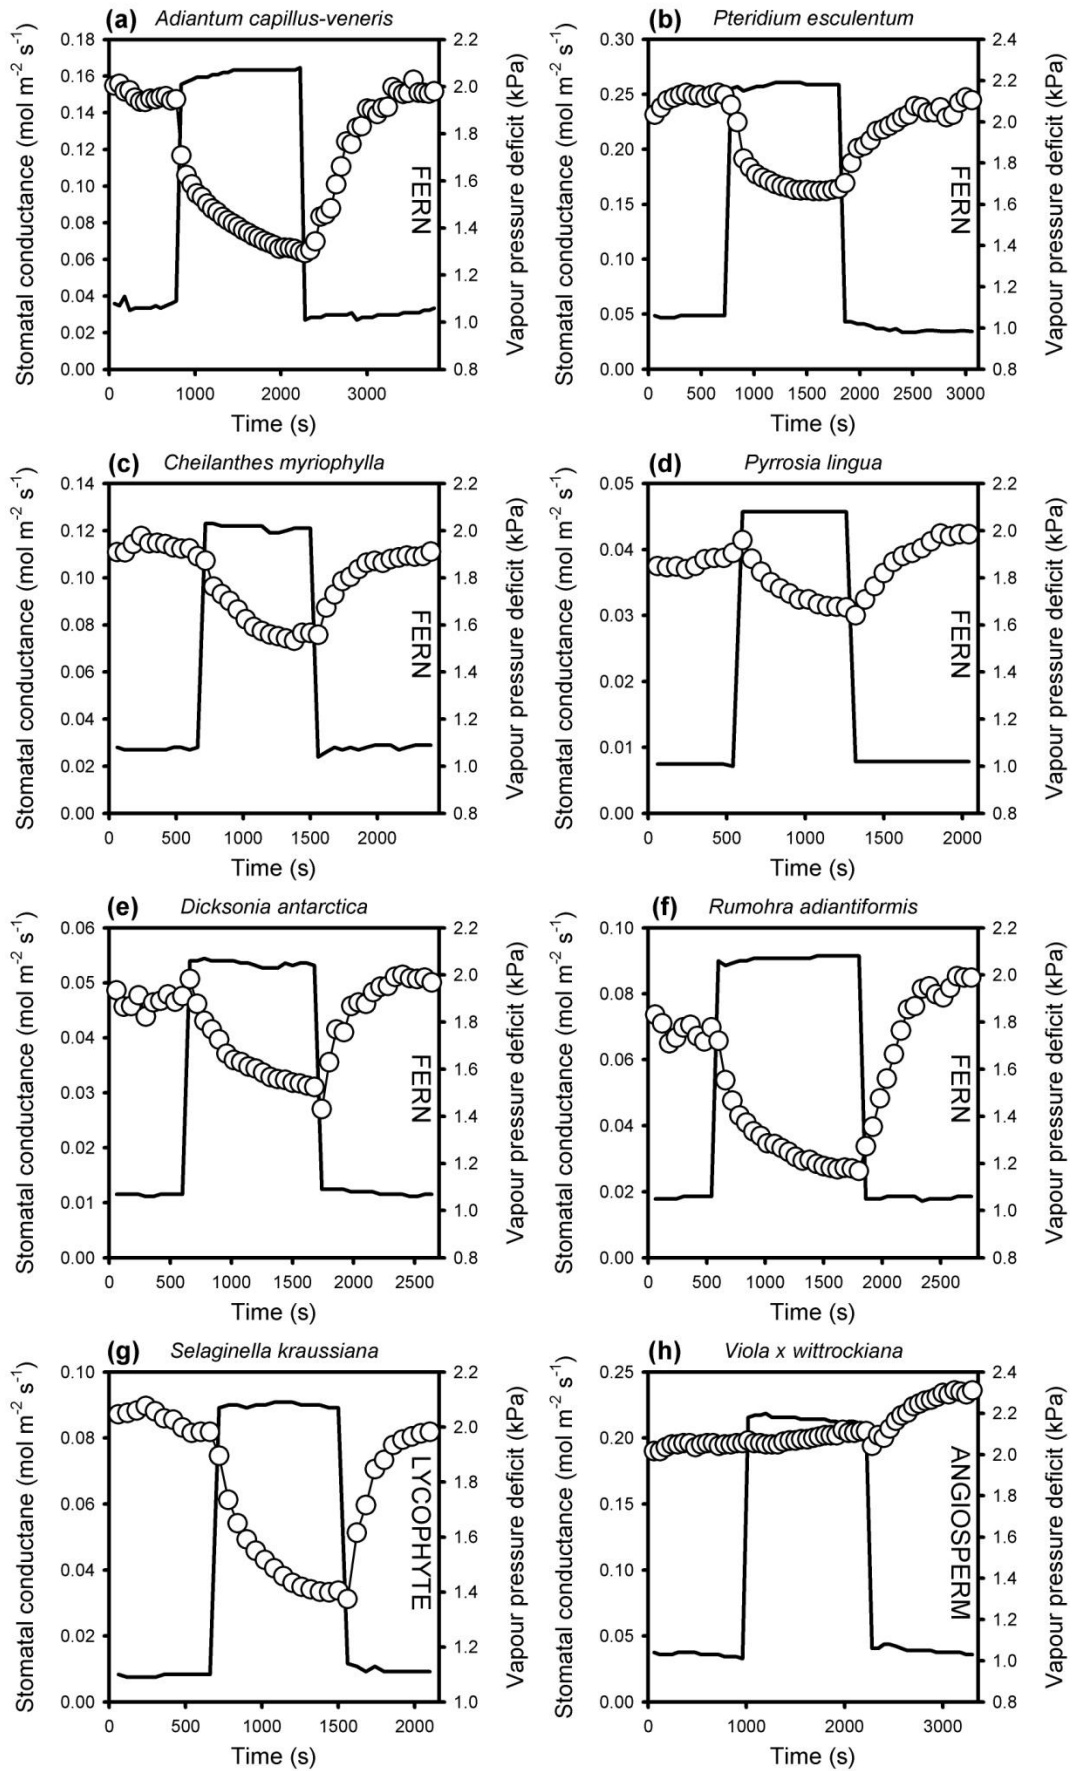 (a) Adiantum capillus-veneris
Stomatal conductance (mol m⁻² s⁻¹)
0.18
0.16
0.14
0.12
0.10
0.08
0.06
0.04
0.02
0.00
2.2
2.0
1.8
1.6
1.4
1.2
1.0
0.8
Vapour pressure deficit (kPa)
FERN
0 1000 2000 3000
Time (s)
(b) Pteridium esculentum
Stomatal conductance (mol m⁻² s⁻¹)
0.30
0.25
0.20
0.15
0.10
0.05
0.00
2.4
2.2
2.0
1.8
1.6
1.4
1.2
1.0
0.8
Vapour pressure deficit (kPa)
FERN
0 500 1000 1500 2000 2500 3000
Time (s)
(c) Cheilanthes myriophylla
Stomatal conductance (mol m⁻² s⁻¹)
0.14
0.12
0.10
0.08
0.06
0.04
0.02
0.00
2.2
2.0
1.8
1.6
1.4
1.2
1.0
0.8
Vapour pressure deficit (kPa)
FERN
0 500 1000 1500 2000
Time (s)
(d) Pyrrosia lingua
Stomatal conductance (mol m⁻² s⁻¹)
0.05
0.04
0.03
0.02
0.01
0.00
2.2
2.0
1.8
1.6
1.4
1.2
1.0
0.8
Vapour pressure deficit (kPa)
FERN
0 500 1000 1500 2000
Time (s)
(e) Dicksonia antarctica
Stomatal conductance (mol m⁻² s⁻¹)
0.06
0.05
0.04
0.03
0.02
0.01
0.00
2.2
2.0
1.8
1.6
1.4
1.2
1.0
0.8
Vapour pressure deficit (kPa)
FERN
0 500 1000 1500 2000 2500
Time (s)
(f) Rumohra adiantiformis
Stomatal conductance (mol m⁻² s⁻¹)
0.10
0.08
0.06
0.04
0.02
0.00
2.2
2.0
1.8
1.6
1.4
1.2
1.0
0.8
Vapour pressure deficit (kPa)
FERN
0 500 1000 1500 2000 2500
Time (s)
(g) Selaginella kraussiana
Stomatal conductane (mol m⁻² s⁻¹)
0.10
0.08
0.06
0.04
0.02
0.00
2.2
2.0
1.8
1.6
1.4
1.2
1.0
Vapour pressure deficit (kPa)
LYCOPHYTE
0 500 1000 1500 2000
Time (s)
(h) Viola x wittrockiana
Stomatal conductance (mol m⁻² s⁻¹)
0.25
0.20
0.15
0.10
0.05
0.00
2.4
2.2
2.0
1.8
1.6
1.4
1.2
1.0
0.8
Vapour pressure deficit (kPa)
ANGIOSPERM
0 1000 2000 3000
Time (s)